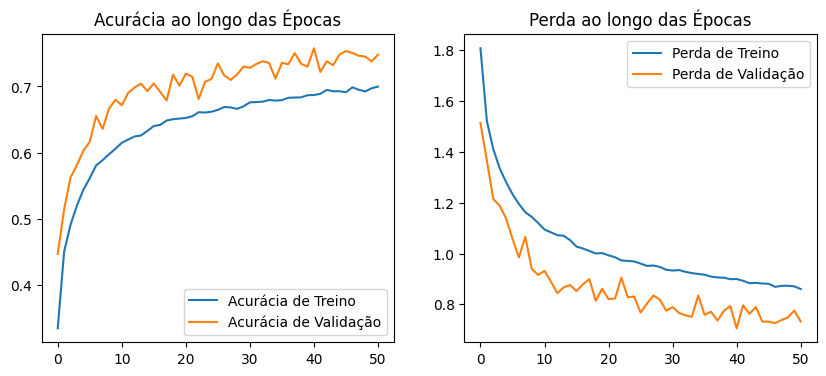 Acurácia ao longo das Épocas
0.7
0.6
0.5
0.4
Acurácia de Treino
Acurácia de Validação
0 10 20 30 40 50
Perda ao longo das Épocas
1.8
1.6
1.4
1.2
1.0
0.8
Perda de Treino
Perda de Validação
0 10 20 30 40 50